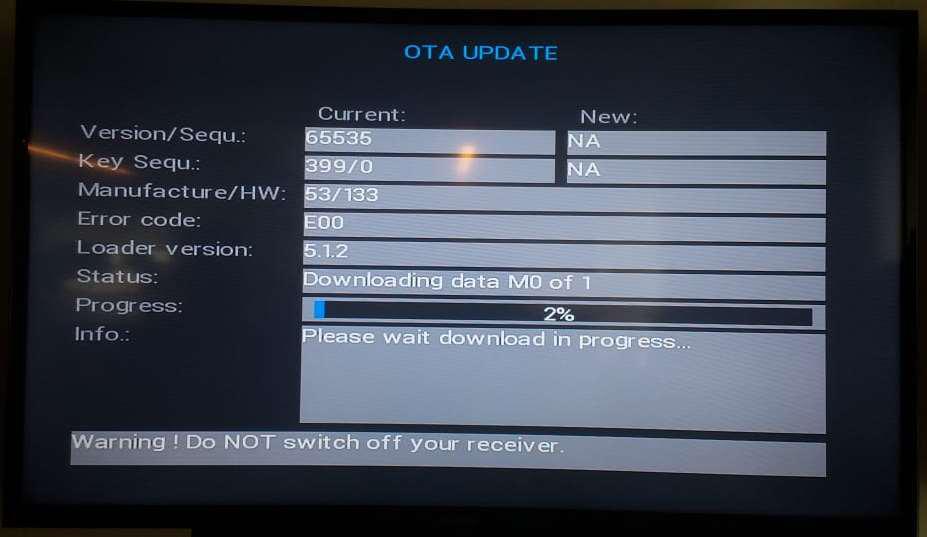 OTA UPDATE
Current: New:
Version/Sequ.: 65535 NA
Key Sequ.: 399/0 NA
Manufacture/HW: 53/133
Error code: E00
Loader version: 5.1.2
Status: Downloading data M0 of 1
Progress: 2%
Info.: Please wait download in progress...
Warning ! Do NOT switch off your receiver.